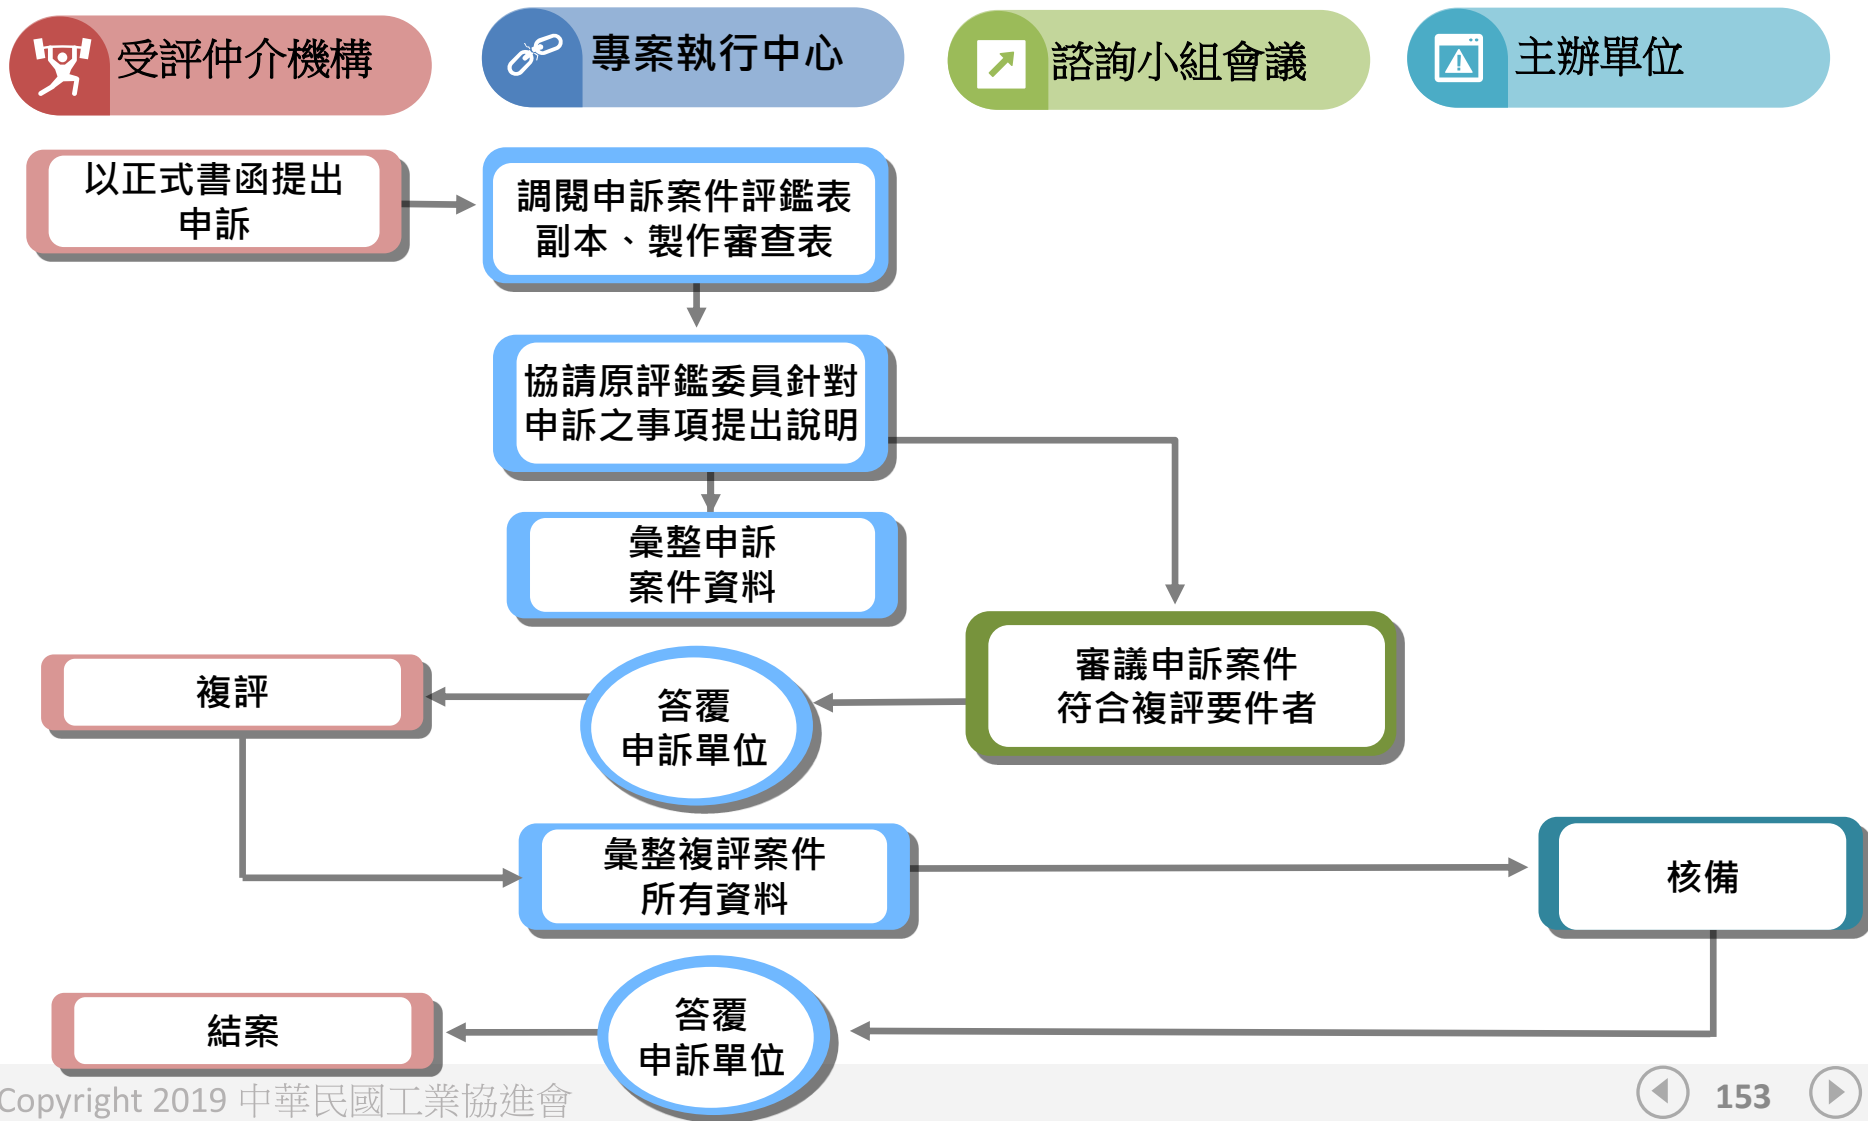 受評仲介機構
專案執行中心
諮詢小組會議
主辦單位
以正式書函提出
申訴
調閱申訴案件評鑑表
副本、製作審查表
協請原評鑑委員針對
申訴之事項提出說明
彙整申訴
案件資料
審議申訴案件
符合複評要件者
答覆
申訴單位
複評
彙整複評案件
所有資料
核備
答覆
申訴單位
結案
Copyright 2019 中華民國工業協進會
153